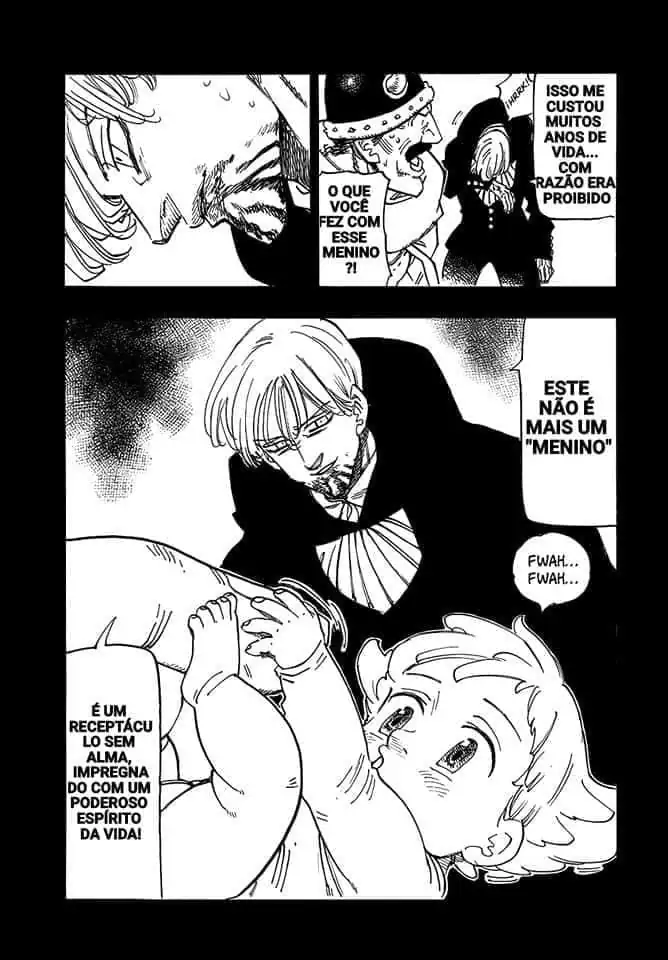 ISSO ME
CUSTOU
MUITOS
ANOS DE
VIDA...
COM
RAZÃO ERA
PROIBIDO
HRRK!
O QUE
VOCÊ
FEZ COM
ESSE
MENINO
?!
ESTE
NÃO É
MAIS UM
"MENINO"
FWAH...
FWAH...
É UM
RECEPTÁCU
LO SEM
ALMA,
IMPREGNA
DO COM UM
PODEROSO
ESPÍRITO
DA VIDA!